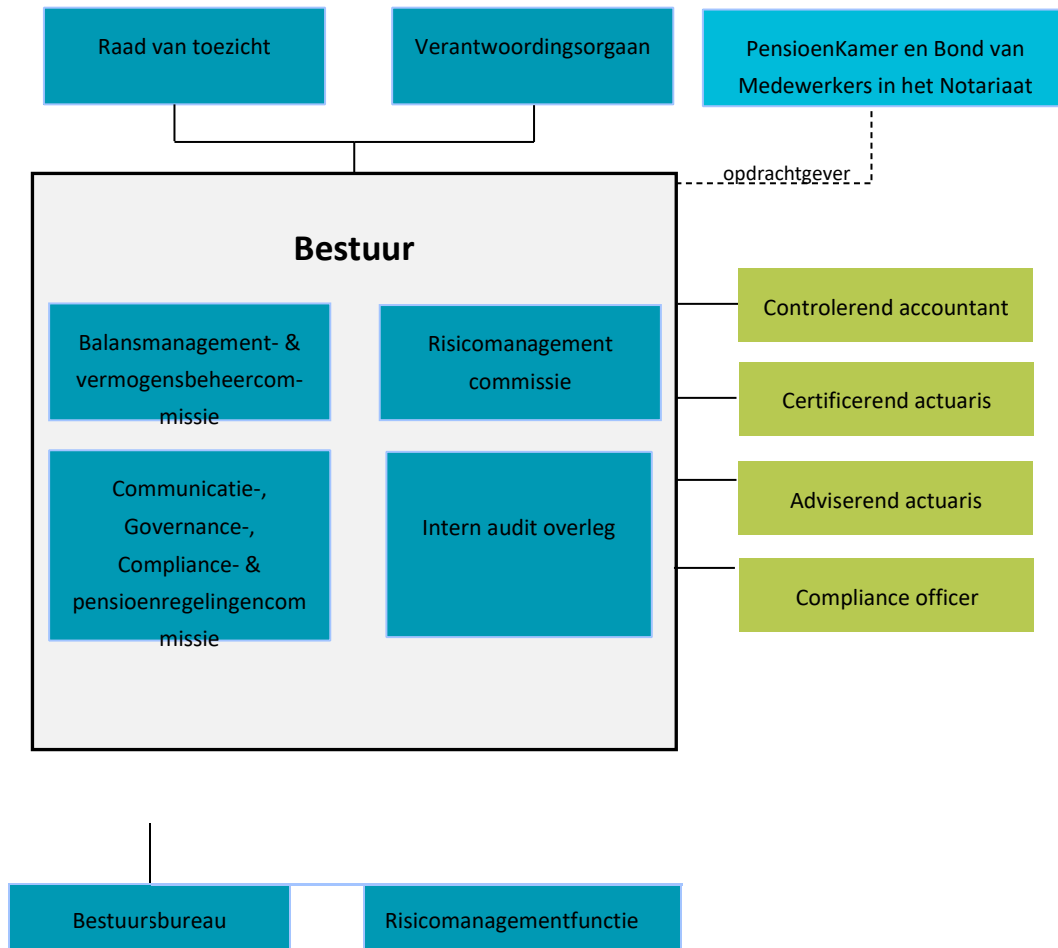 Raad van toezicht
Verantwoordingsorgaan
PensioenKamer en Bond van
Medewerkers in het Notariaat
opdrachtgever
Bestuur
Balansmanagement- &
vermogensbeheercom-
missie
Risicomanagement
commissie
Communicatie-,
Governance-,
Compliance- &
pensioenregelingencom
missie
Intern audit overleg
Controlerend accountant
Certificerend actuaris
Adviserend actuaris
Compliance officer
Bestuursbureau
Risicomanagementfunctie